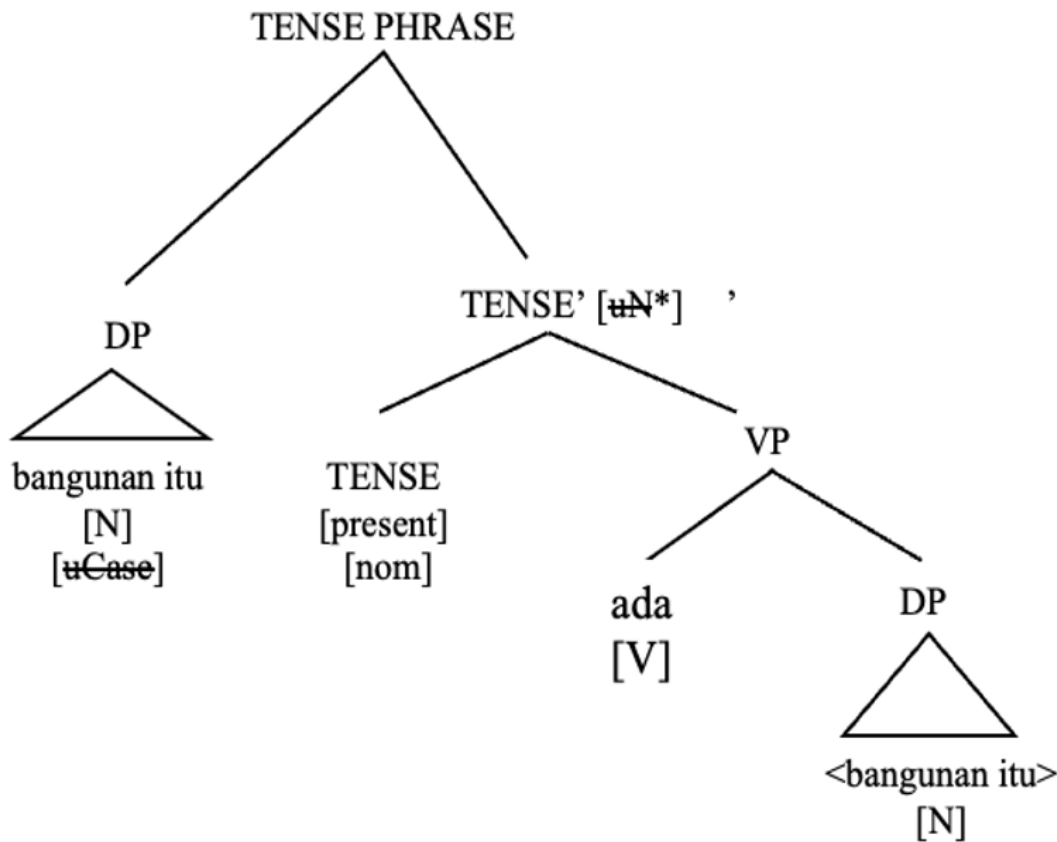 TENSE PHRASE
TENSE’ [uN*] ’
DP
bangunan itu
[N]
[uCase]
TENSE
[present]
[nom]
VP
ada
[V]
DP
<bangunan itu>
[N]